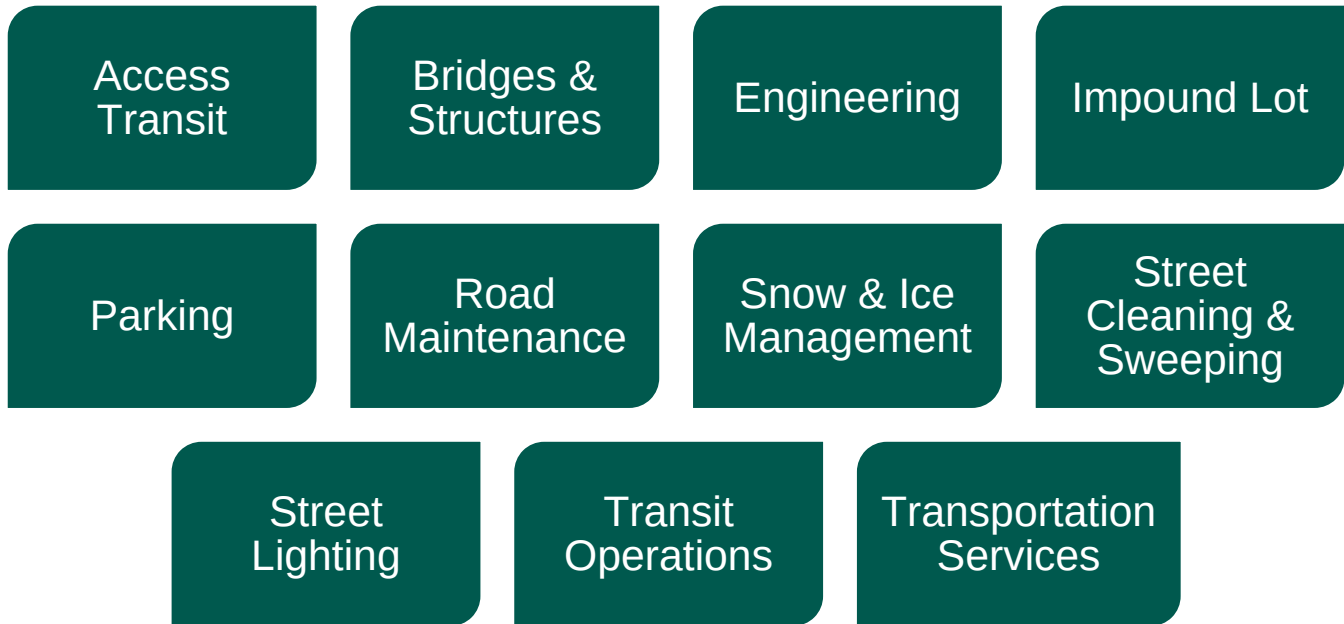 Access
Transit
Bridges &
Structures
Engineering
Impound Lot
Parking
Road
Maintenance
Snow & Ice
Management
Street
Cleaning &
Sweeping
Street
Lighting
Transit
Operations
Transportation
Services